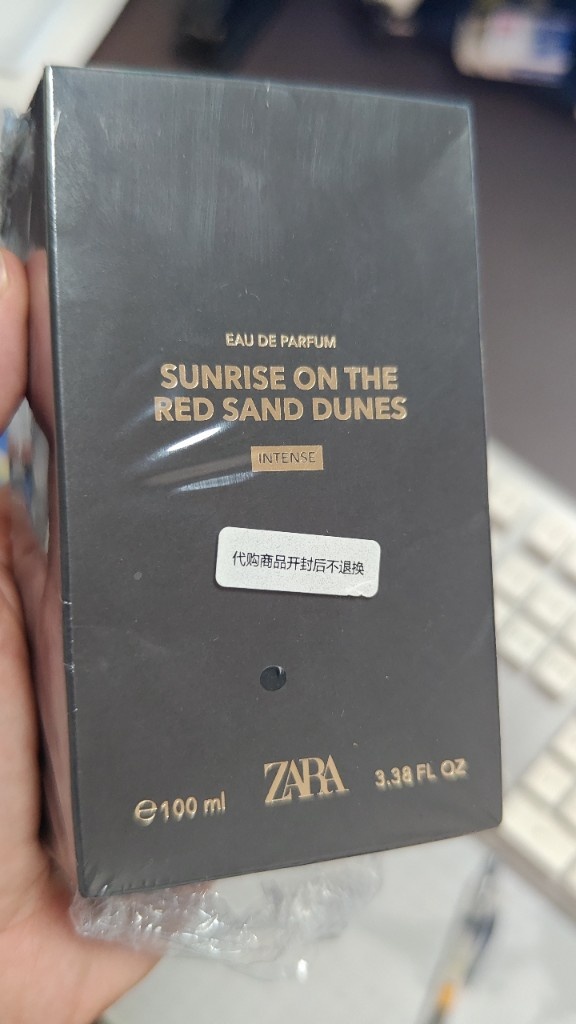 EAU DE PARFUM
SUNRISE ON THE
RED SAND DUNES
INTENSE
代购商品开封后不退换
℮100 ml
ZARA
3.38 FL OZ